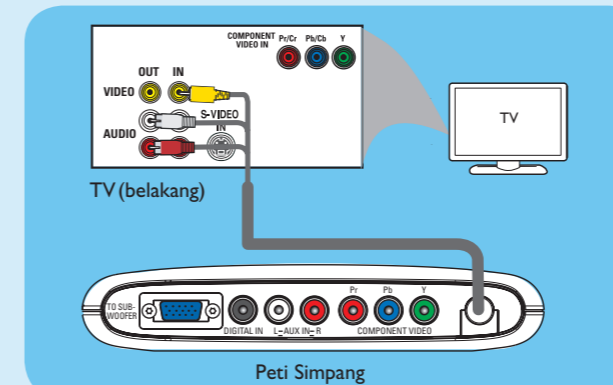 COMPONENT VIDEO IN
Pr/Cr Pb/Cb Y
OUT IN
VIDEO
S-VIDEO IN
AUDIO
TV
TV (belakang)
Pr Pb Y
TO SUB-WOOFER
DIGITAL IN L-AUX IN-R COMPONENT VIDEO
Peti Simpang